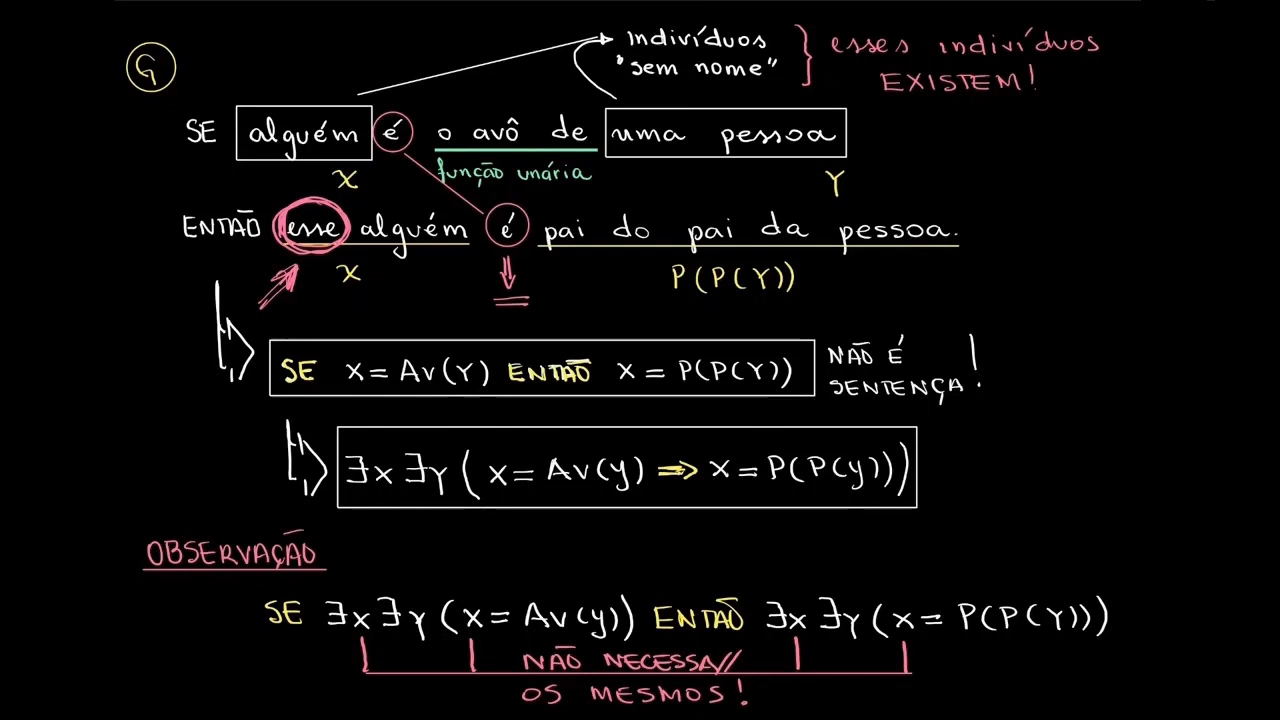 G
indivíduos } esses indivíduos
"sem nome" EXISTEM!
SE alguém é o avô de uma pessoa
X função unária Y
ENTÃO esse alguém é pai do pai da pessoa.
X P(P(Y))
SE X = AV(Y) ENTÃO X = P(P(Y)) NÃO É
SENTENÇA!
∃X ∃Y ( X = AV(y) ⇒ X = P(P(y)))
OBSERVAÇÃO
SE ∃X ∃Y (X = AV(y)) ENTÃO ∃X ∃Y (X = P(P(Y)))
NÃO NECESSA//
OS MESMOS!